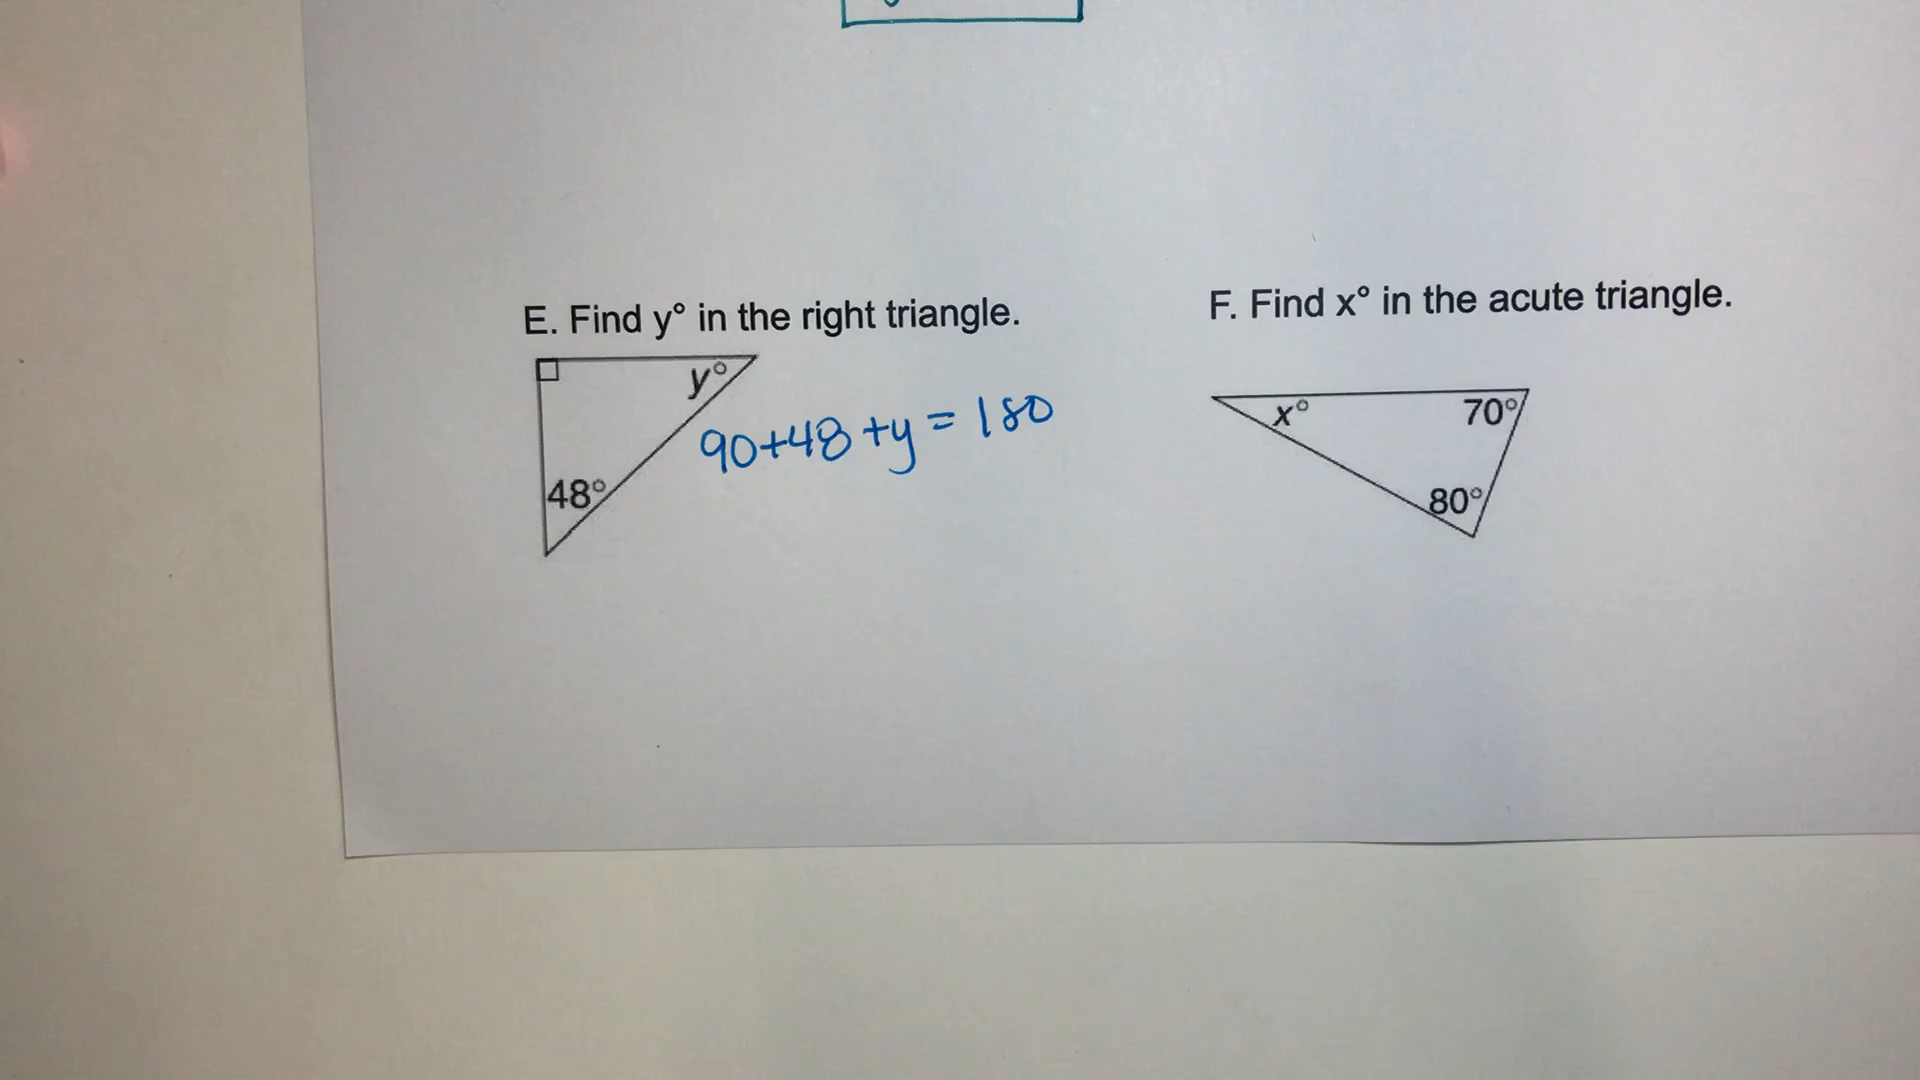 E. Find y° in the right triangle.
y°
48°
90+48+y=180
F. Find x° in the acute triangle.
x°
70°
80°